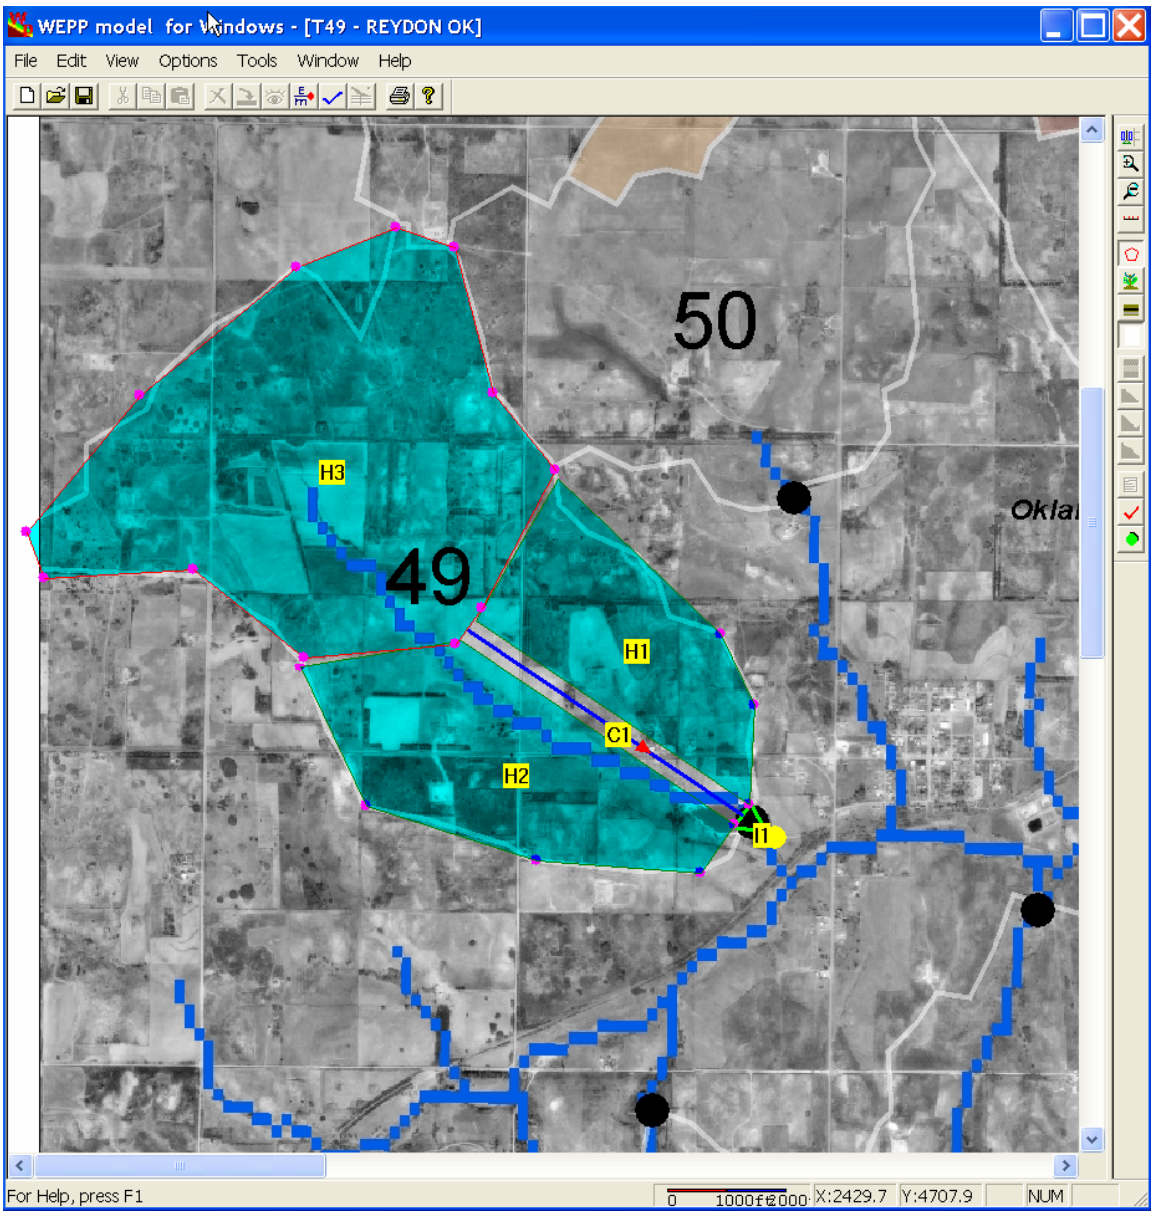 WEPP model for Windows - [T49 - REYDON OK]
File Edit View Options Tools Window Help
50
H3
Oklah
49
H1
C1
H2
I1
For Help, press F1
0 1000ft 2000 X:2429.7 Y:4707.9 NUM